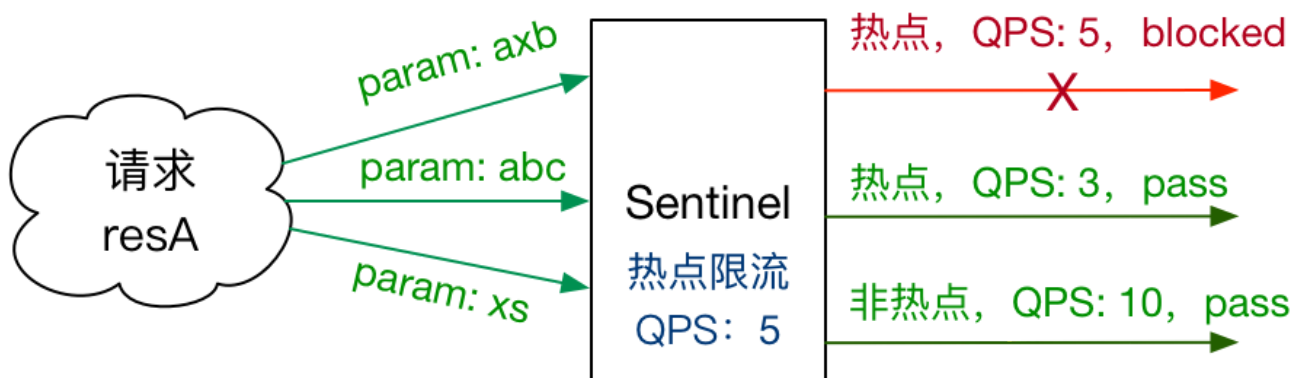 请求
resA
param: axb
param: abc
param: xs
Sentinel
热点限流
QPS：5
热点，QPS: 5，blocked
X
热点，QPS: 3，pass
非热点，QPS: 10，pass